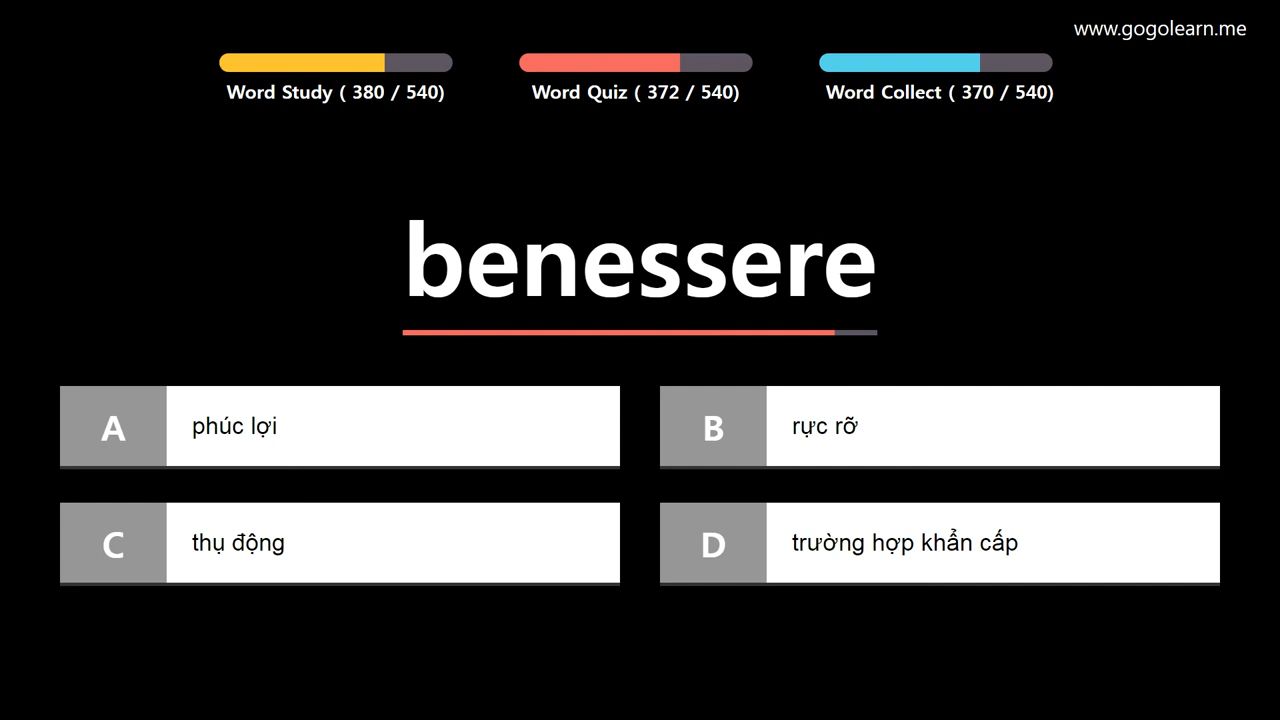 www.gogolearn.me
Word Study ( 380 / 540)
Word Quiz ( 372 / 540)
Word Collect ( 370 / 540)
benessere
A
phúc lợi
B
rực rỡ
C
thụ động
D
trường hợp khẩn cấp